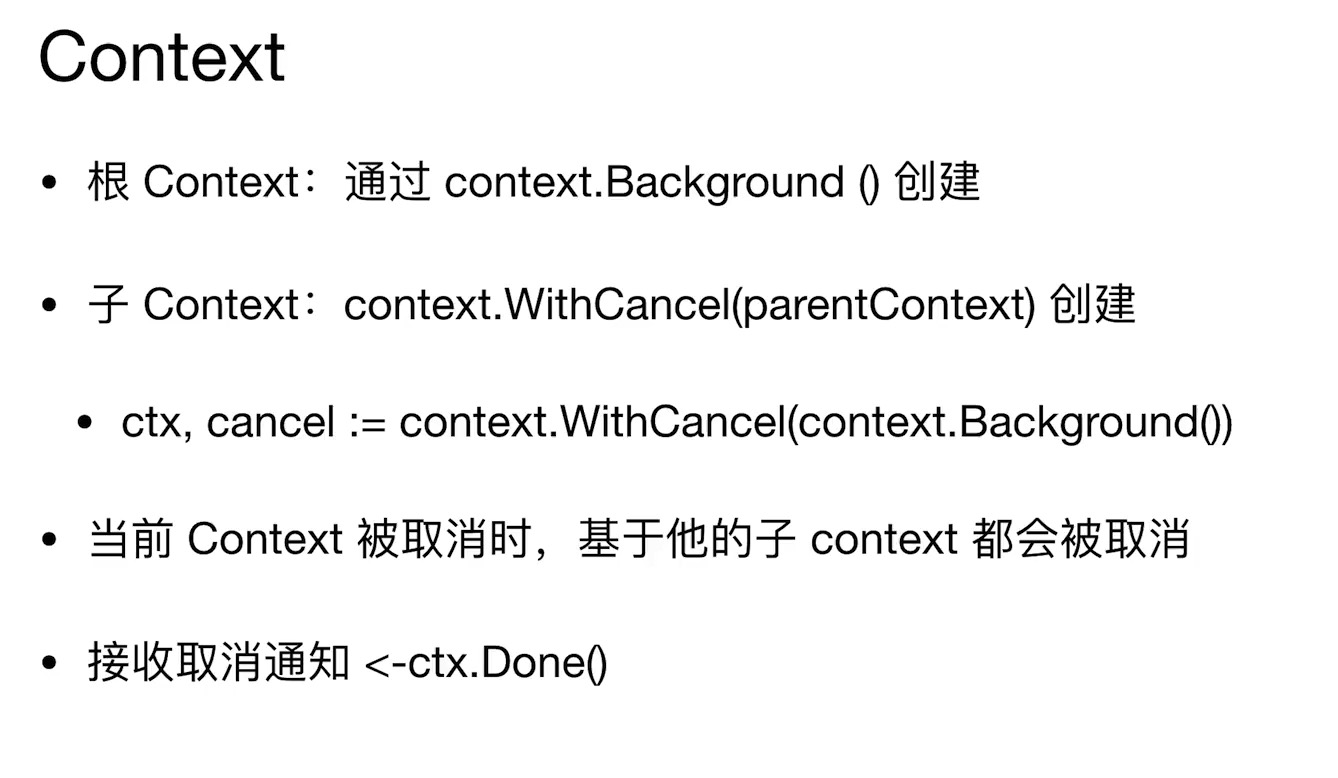 Context
• 根 Context：通过 context.Background () 创建
• 子 Context：context.WithCancel(parentContext) 创建
• ctx, cancel := context.WithCancel(context.Background())
• 当前 Context 被取消时，基于他的子 context 都会被取消
• 接收取消通知 <-ctx.Done()